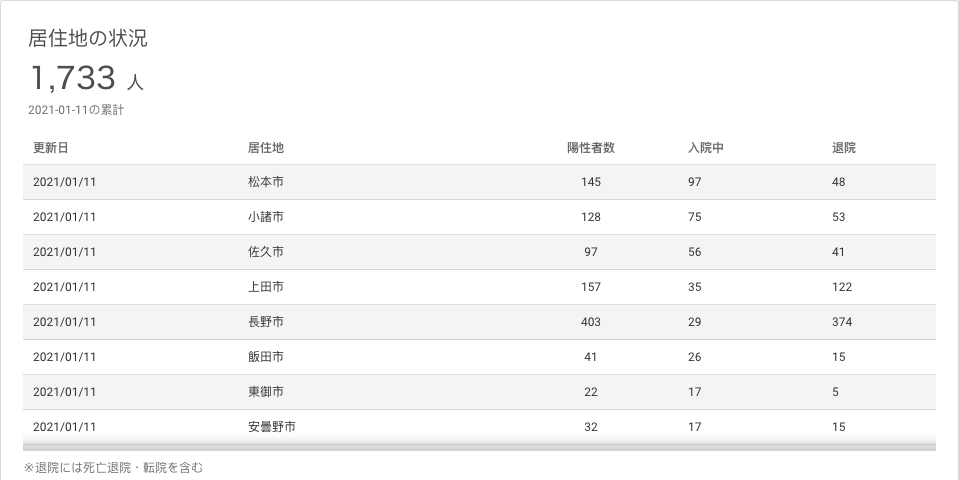 居住地の状況
1,733 人
2021-01-11の累計
更新日 居住地 陽性者数 入院中 退院
2021/01/11 松本市 145 97 48
2021/01/11 小諸市 128 75 53
2021/01/11 佐久市 97 56 41
2021/01/11 上田市 157 35 122
2021/01/11 長野市 403 29 374
2021/01/11 飯田市 41 26 15
2021/01/11 東御市 22 17 5
2021/01/11 安曇野市 32 17 15
※退院には死亡退院・転院を含む